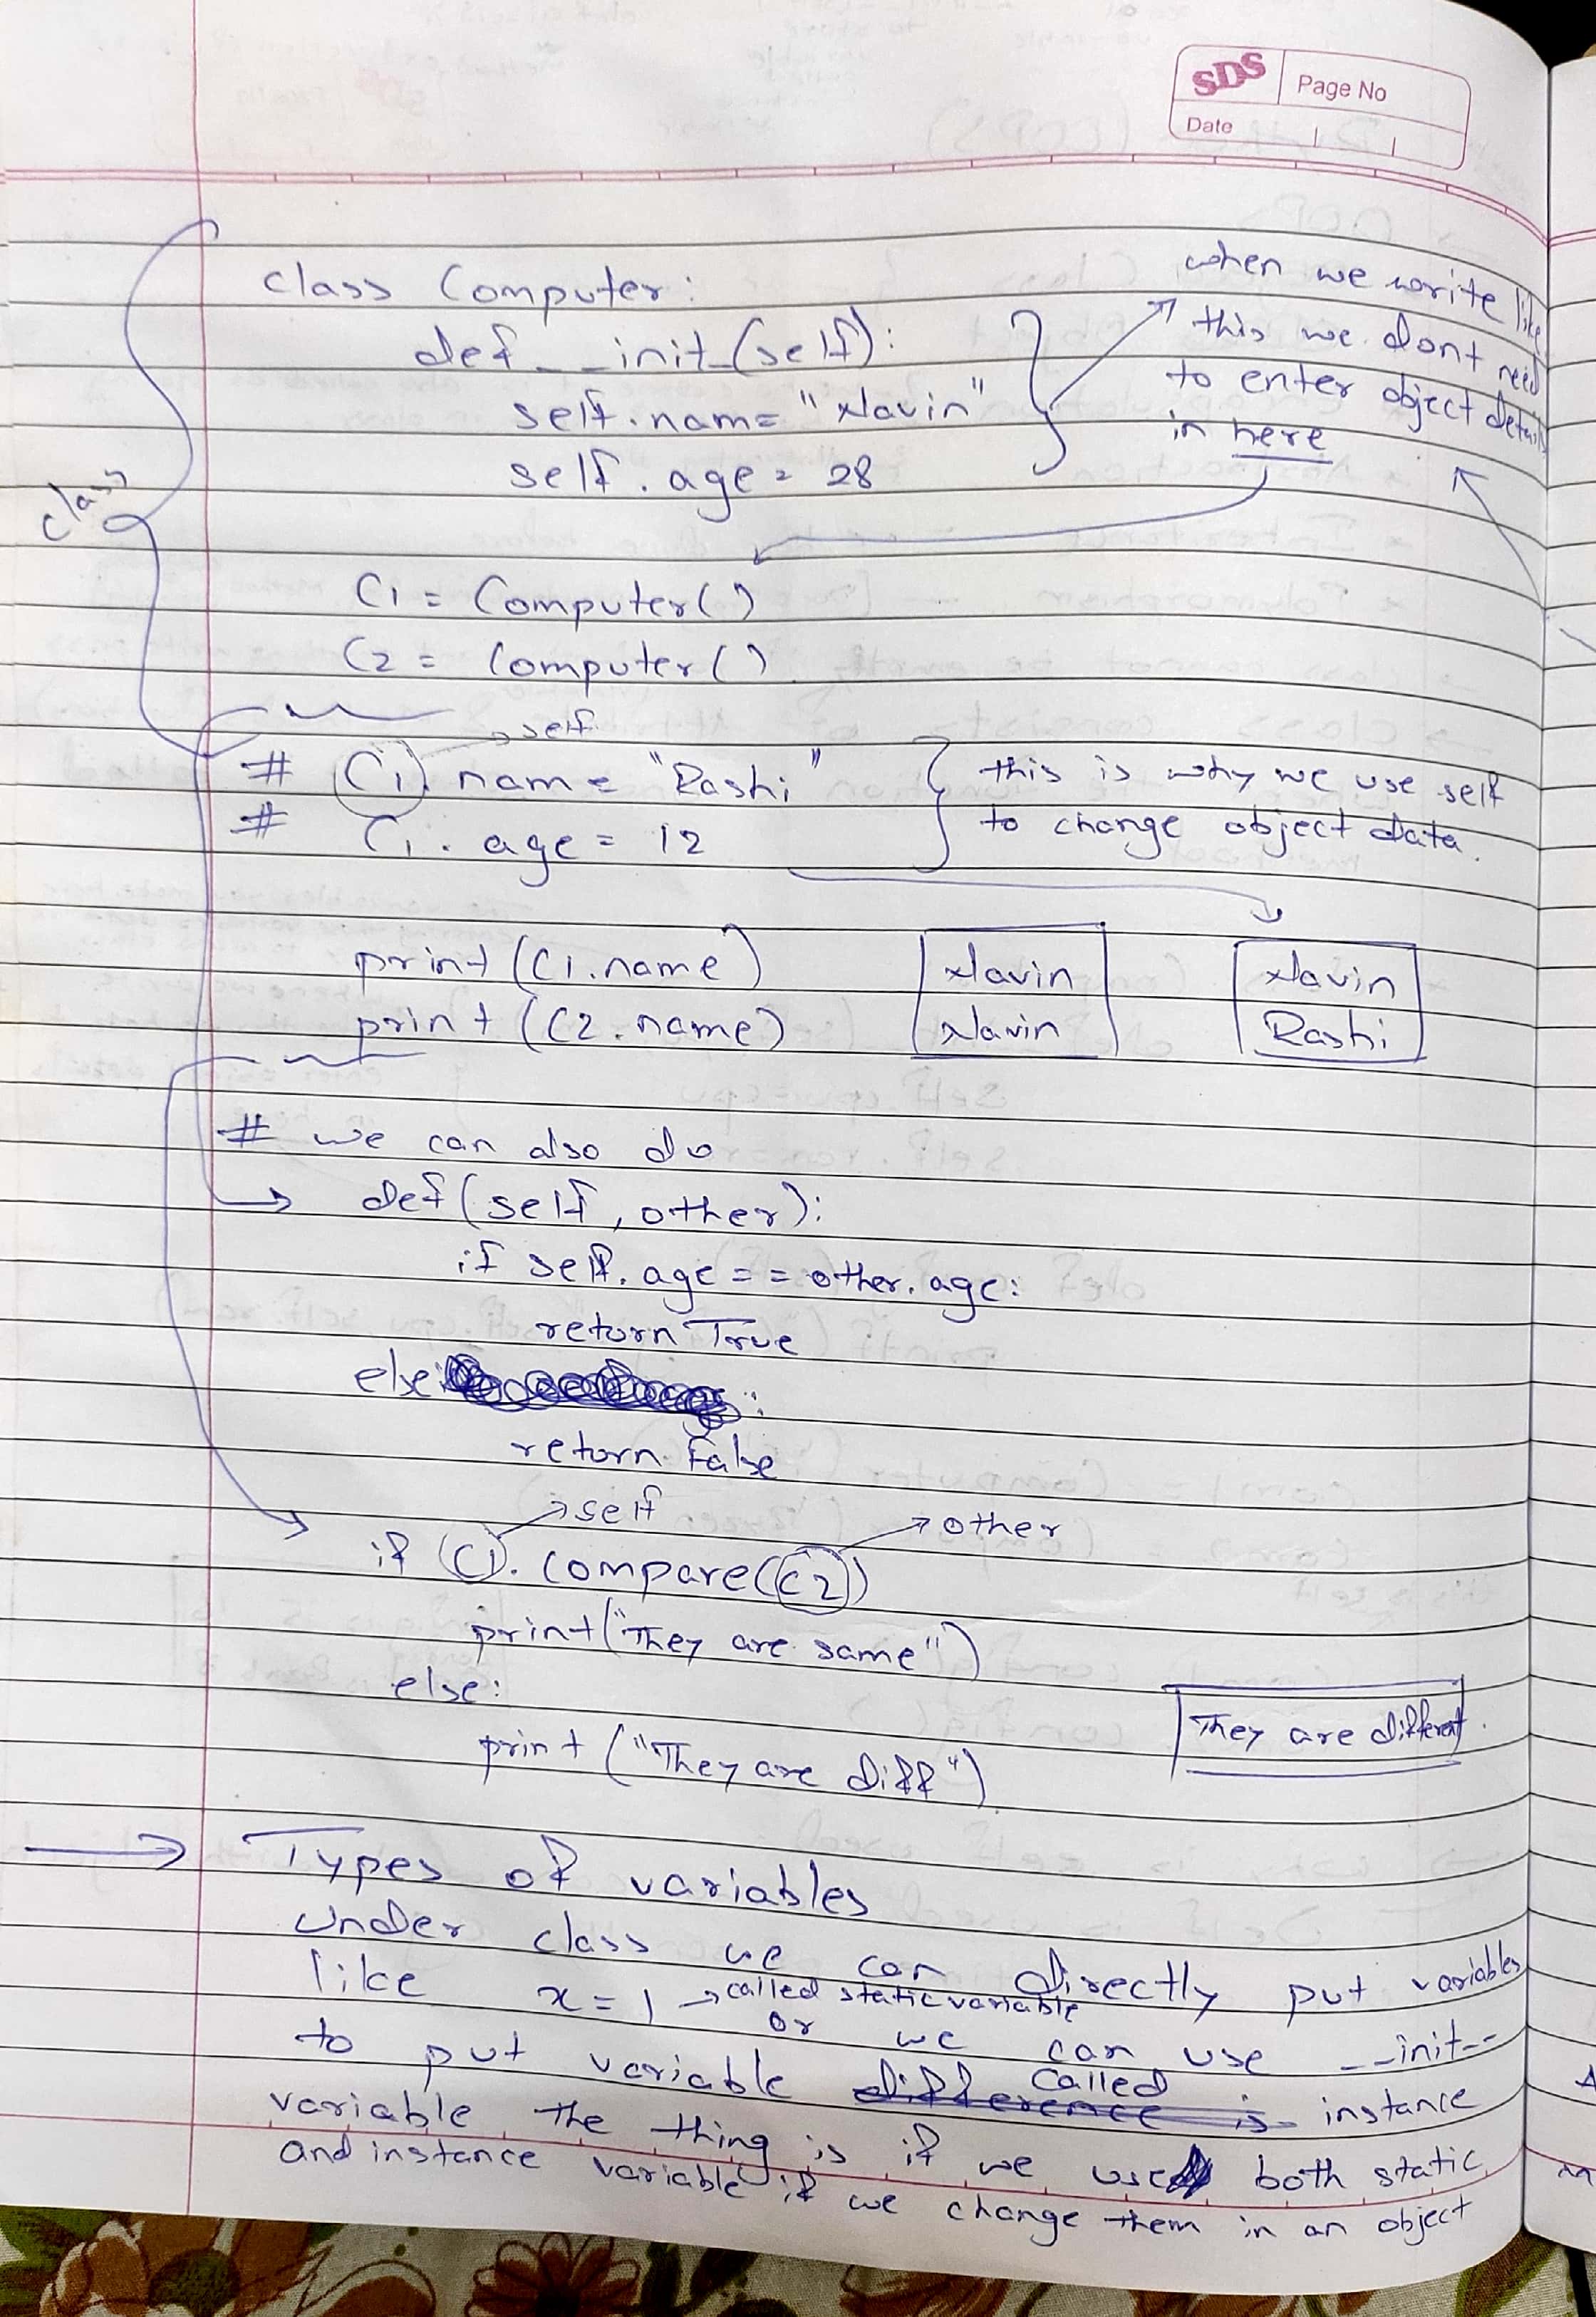 SDS Page No
Date
class Computer:
def __init_(self):
self.name= "Navin"
self.age = 28
when we write like
this we dont need
to enter object details
in here
class
C1 = Computer()
C2 = Computer()
self
# C1. name = "Rashi"
# C1. age = 12
this is why we use self
to change object data.
print (C1.name)
print (C2.name)
Navin
Navin
Navin
Rashi
# we can also do
def (self, other):
if self.age == other.age:
return True
else:
return False
self
other
if C1. compare(C2)
print("They are same")
else:
print ("They are diff")
They are different.
Types of variables
Under class we can directly put variables
like x = 1 called static variable
or we can use __init__
to put variable called instance
variable the thing is if we use both static
and instance variable if we change them in an object